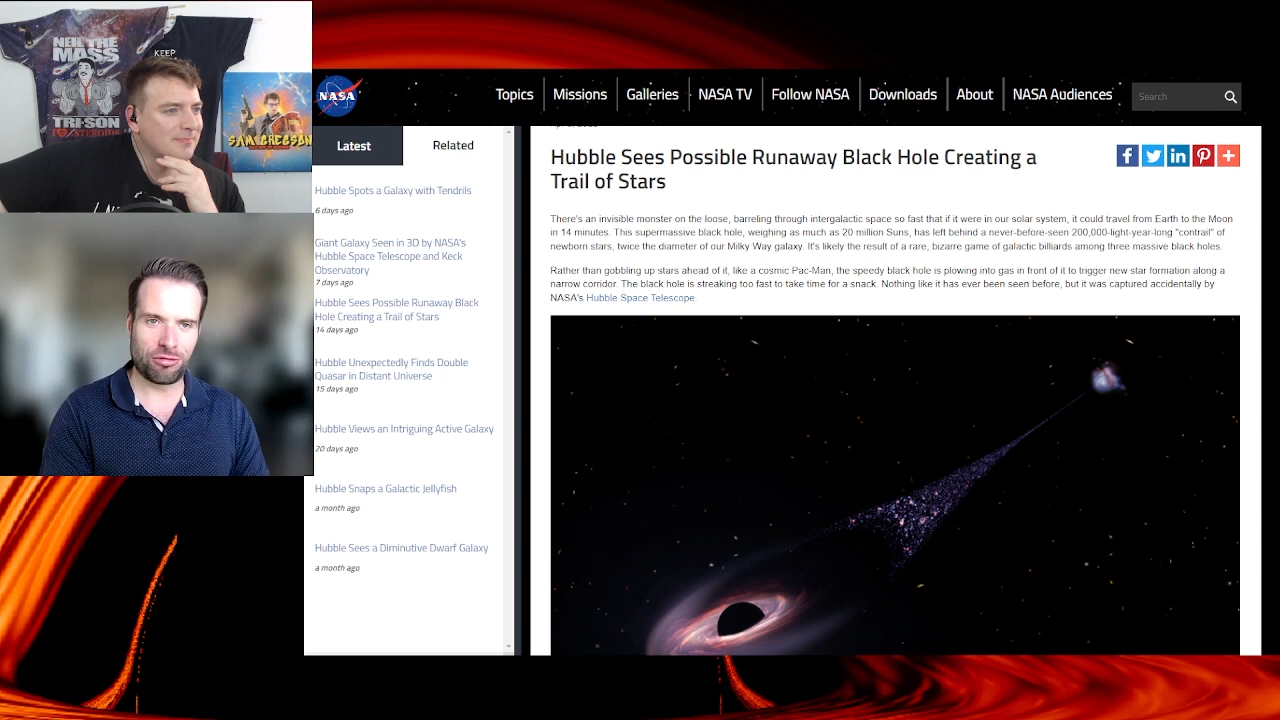 NEIL THE
MASS
TRI-SON
I ASTEROIDS
KEEP
SAM GREGSON
NASA
Topics
Missions
Galleries
NASA TV
Follow NASA
Downloads
About
NASA Audiences
Search
Latest
Related
Hubble Spots a Galaxy with Tendrils
6 days ago
Giant Galaxy Seen in 3D by NASA's
Hubble Space Telescope and Keck
Observatory
7 days ago
Hubble Sees Possible Runaway Black
Hole Creating a Trail of Stars
14 days ago
Hubble Unexpectedly Finds Double
Quasar in Distant Universe
15 days ago
Hubble Views an Intriguing Active Galaxy
20 days ago
Hubble Snaps a Galactic Jellyfish
a month ago
Hubble Sees a Diminutive Dwarf Galaxy
a month ago
Hubble Sees Possible Runaway Black Hole Creating a
Trail of Stars
There's an invisible monster on the loose, barreling through intergalactic space so fast that if it were in our solar system, it could travel from Earth to the Moon
in 14 minutes. This supermassive black hole, weighing as much as 20 million Suns, has left behind a never-before-seen 200,000-light-year-long "contrail" of
newborn stars, twice the diameter of our Milky Way galaxy. It's likely the result of a rare, bizarre game of galactic billiards among three massive black holes.
Rather than gobbling up stars ahead of it, like a cosmic Pac-Man, the speedy black hole is plowing into gas in front of it to trigger new star formation along a
narrow corridor. The black hole is streaking too fast to take time for a snack. Nothing like it has ever been seen before, but it was captured accidentally by
NASA's Hubble Space Telescope.